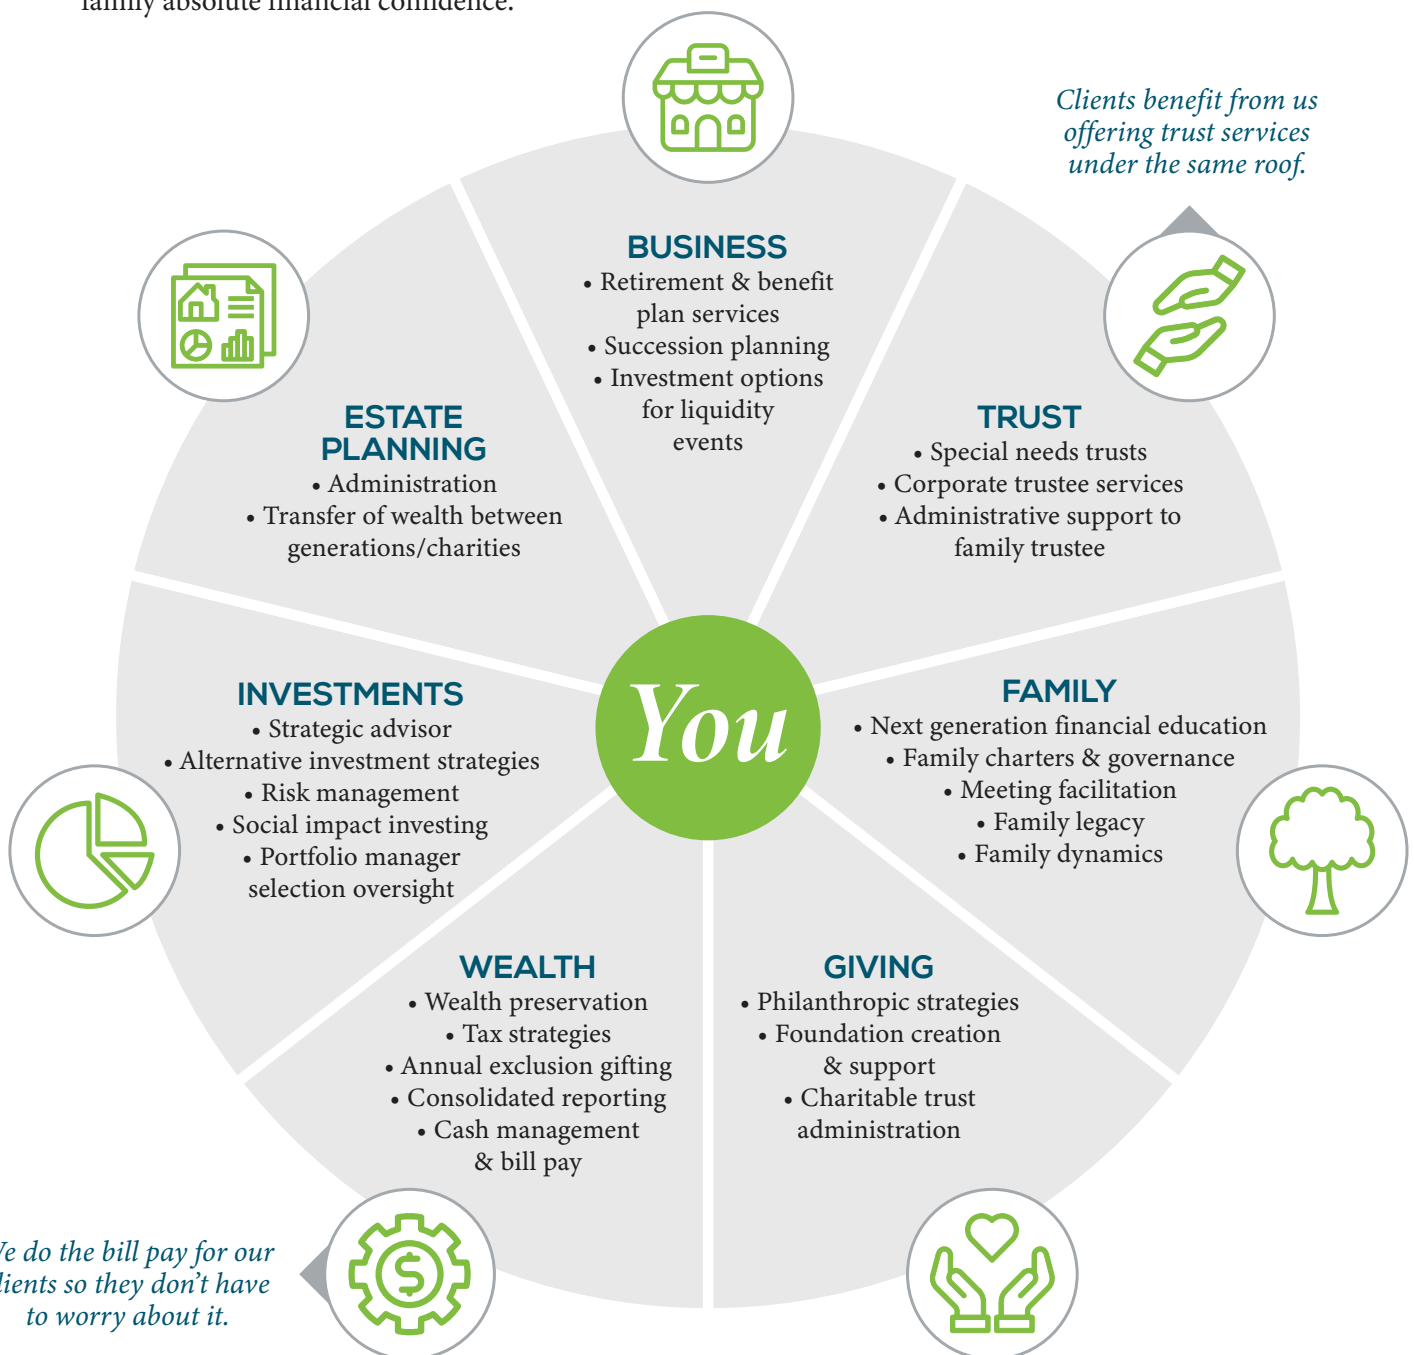 family absolute financial confidence.
Clients benefit from us
offering trust services
under the same roof.
BUSINESS
• Retirement & benefit
plan services
• Succession planning
• Investment options
for liquidity
events
ESTATE
PLANNING
• Administration
• Transfer of wealth between
generations/charities
TRUST
• Special needs trusts
• Corporate trustee services
• Administrative support to
family trustee
INVESTMENTS
• Strategic advisor
• Alternative investment strategies
• Risk management
• Social impact investing
• Portfolio manager
selection oversight
You
FAMILY
• Next generation financial education
• Family charters & governance
• Meeting facilitation
• Family legacy
• Family dynamics
WEALTH
• Wealth preservation
• Tax strategies
• Annual exclusion gifting
• Consolidated reporting
• Cash management
& bill pay
GIVING
• Philanthropic strategies
• Foundation creation
& support
• Charitable trust
administration
do the bill pay for our
so they don't have
to worry about it.
$